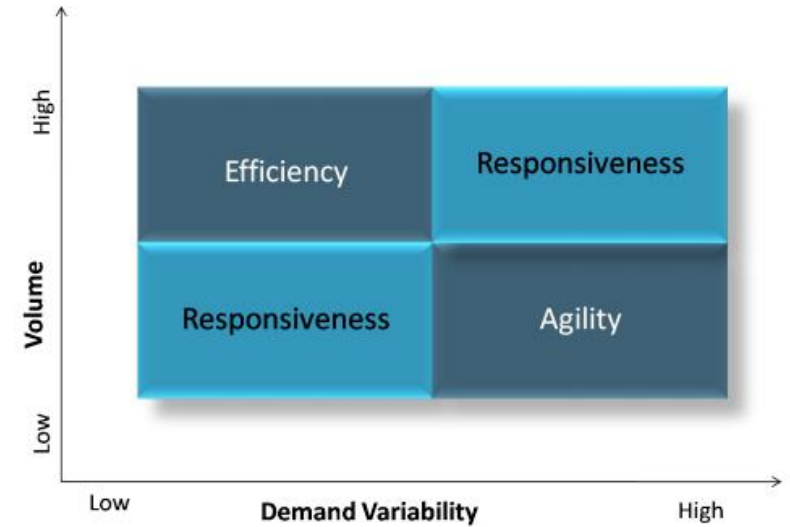 High
Efficiency
Responsiveness
Volume
Responsiveness
Agility
Low
Low
Demand Variability
High